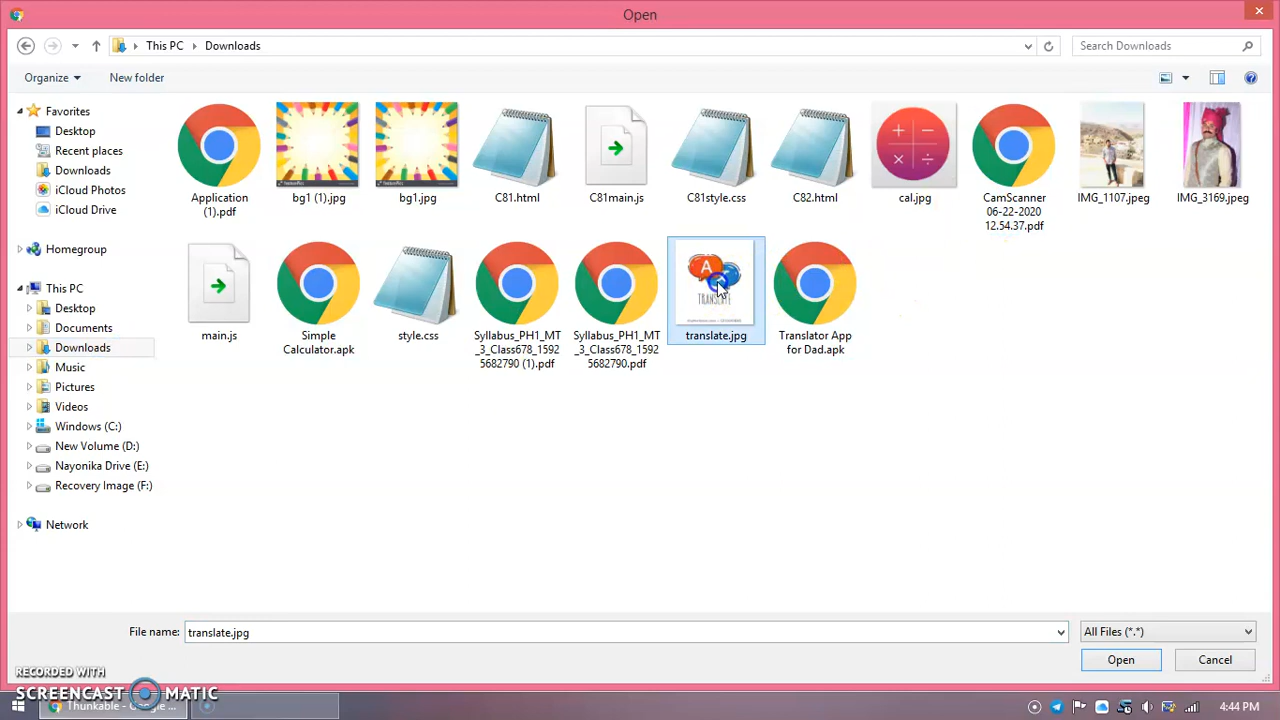 Open
This PC
Downloads
Search Downloads
Organize
New folder
Favorites
Desktop
Recent places
Downloads
iCloud Photos
iCloud Drive
Homegroup
This PC
Desktop
Documents
Downloads
Music
Pictures
Videos
Windows (C:)
New Volume (D:)
Nayonika Drive (E:)
Recovery Image (F:)
Network
Application
(1).pdf
bg1 (1).jpg
bg1.jpg
C81.html
C81main.js
C81style.css
C82.html
cal.jpg
CamScanner
06-22-2020
12.54.37.pdf
IMG_1107.jpeg
IMG_3169.jpeg
main.js
Simple
Calculator.apk
style.css
Syllabus_PH1_MT
_3_Class678_1592
5682790 (1).pdf
Syllabus_PH1_MT
_3_Class678_1592
5682790.pdf
A
TRANSLATE
translate.jpg
Translator App
for Dad.apk
File name:
translate.jpg
All Files (*.*)
Open
Cancel
RECORDED WITH
SCREENCAST MATIC
Thunkable - Google ...
4:44 PM